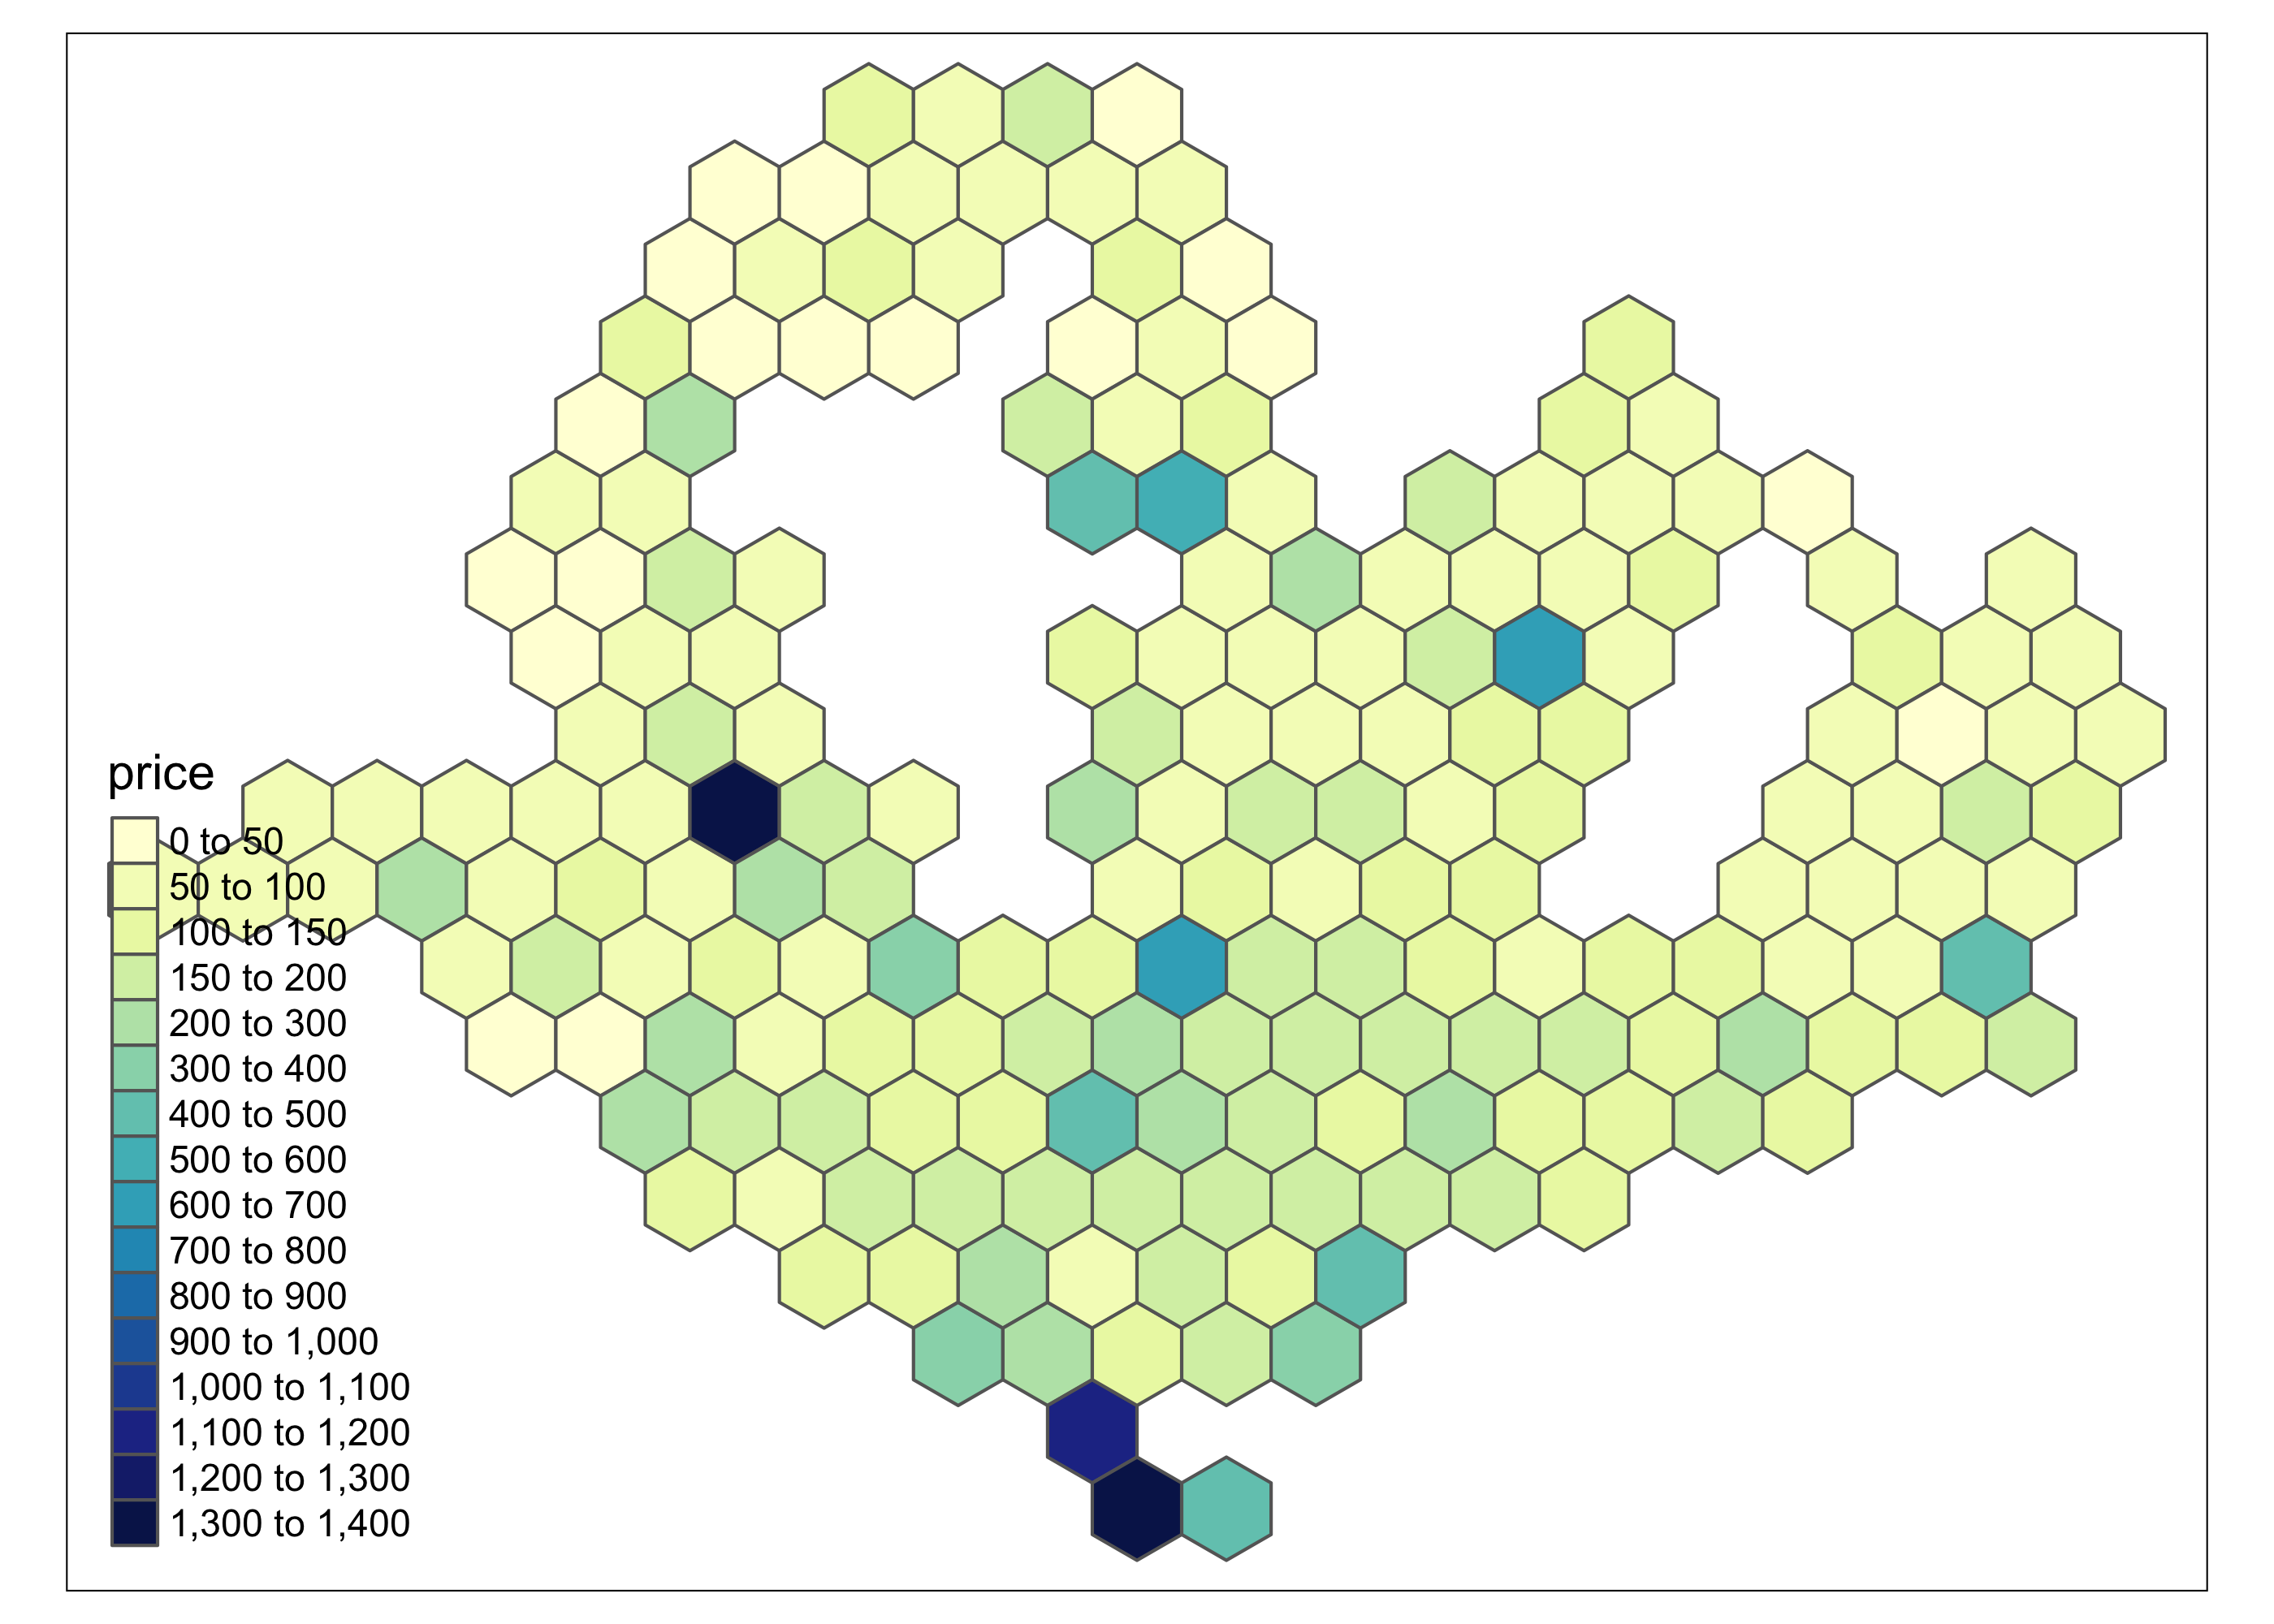 price
0 to 50
50 to 100
100 to 150
150 to 200
200 to 300
300 to 400
400 to 500
500 to 600
600 to 700
700 to 800
800 to 900
900 to 1,000
1,000 to 1,100
1,100 to 1,200
1,200 to 1,300
1,300 to 1,400